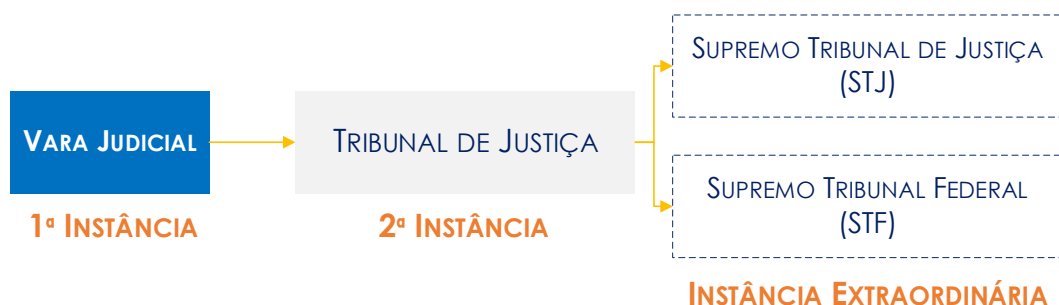 Vara Judicial
1ª Instância
Tribunal de Justiça
2ª Instância
Supremo Tribunal de Justiça
(STJ)
Supremo Tribunal Federal
(STF)
Instância Extraordinária